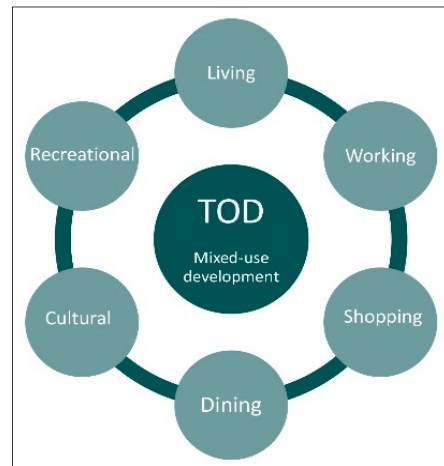 Living
Recreational
Working
TOD
Mixed-use
development
Cultural
Shopping
Dining